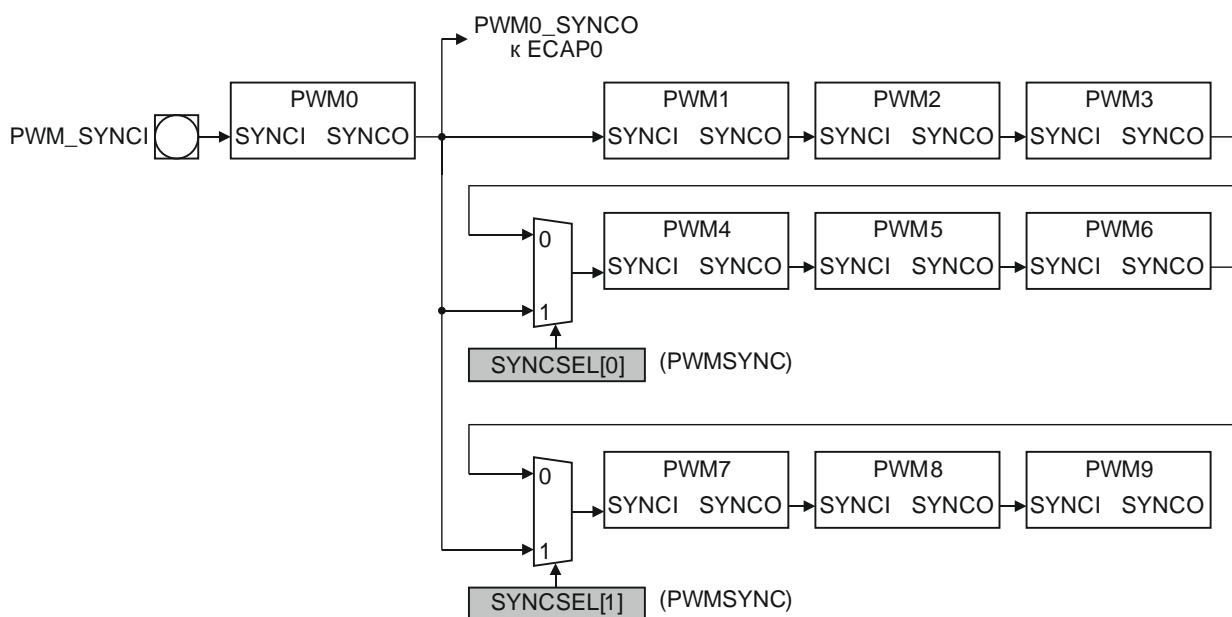 PWM0_SYNCO
к ECAP0
PWM0
PWM1
PWM2
PWM3
PWM_SYNCI
SYNCI SYNCO
SYNCI SYNCO
SYNCI SYNCO
SYNCI SYNCO
0
PWM4
PWM5
PWM6
SYNCI SYNCO
SYNCI SYNCO
SYNCI SYNCO
1
SYNCSEL[0] (PWMSYNC)
0
PWM7
PWM8
PWM9
SYNCI SYNCO
SYNCI SYNCO
SYNCI SYNCO
1
SYNCSEL[1] (PWMSYNC)